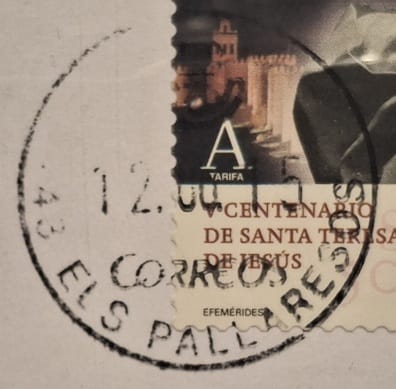 A
TARIFA
V CENTENARIO
DE SANTA TERESA
DE JESÚS
EFEMÉRIDES
12.
CORREOS
43 ELS PALLARESOS